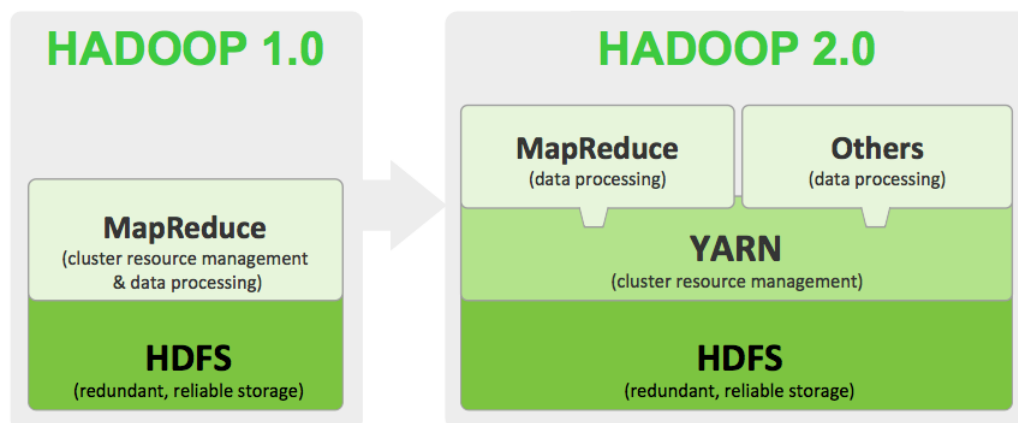 HADOOP 1.0
MapReduce
(cluster resource management
& data processing)
HDFS
(redundant, reliable storage)
HADOOP 2.0
MapReduce
(data processing)
Others
(data processing)
YARN
(cluster resource management)
HDFS
(redundant, reliable storage)